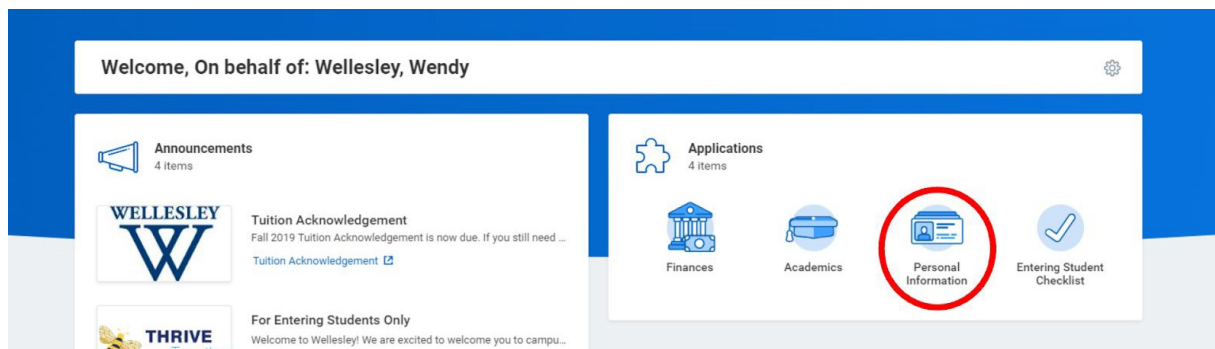 Welcome, On behalf of: Wellesley, Wendy
Announcements
4 items
WELLESLEY
W
Tuition Acknowledgement
Fall 2019 Tuition Acknowledgement is now due. If you still need ...
Tuition Acknowledgement
THRIVE
For Entering Students Only
Welcome to Wellesley! We are excited to welcome you to campu...
Applications
4 items
Finances
Academics
Personal
Information
Entering Student
Checklist